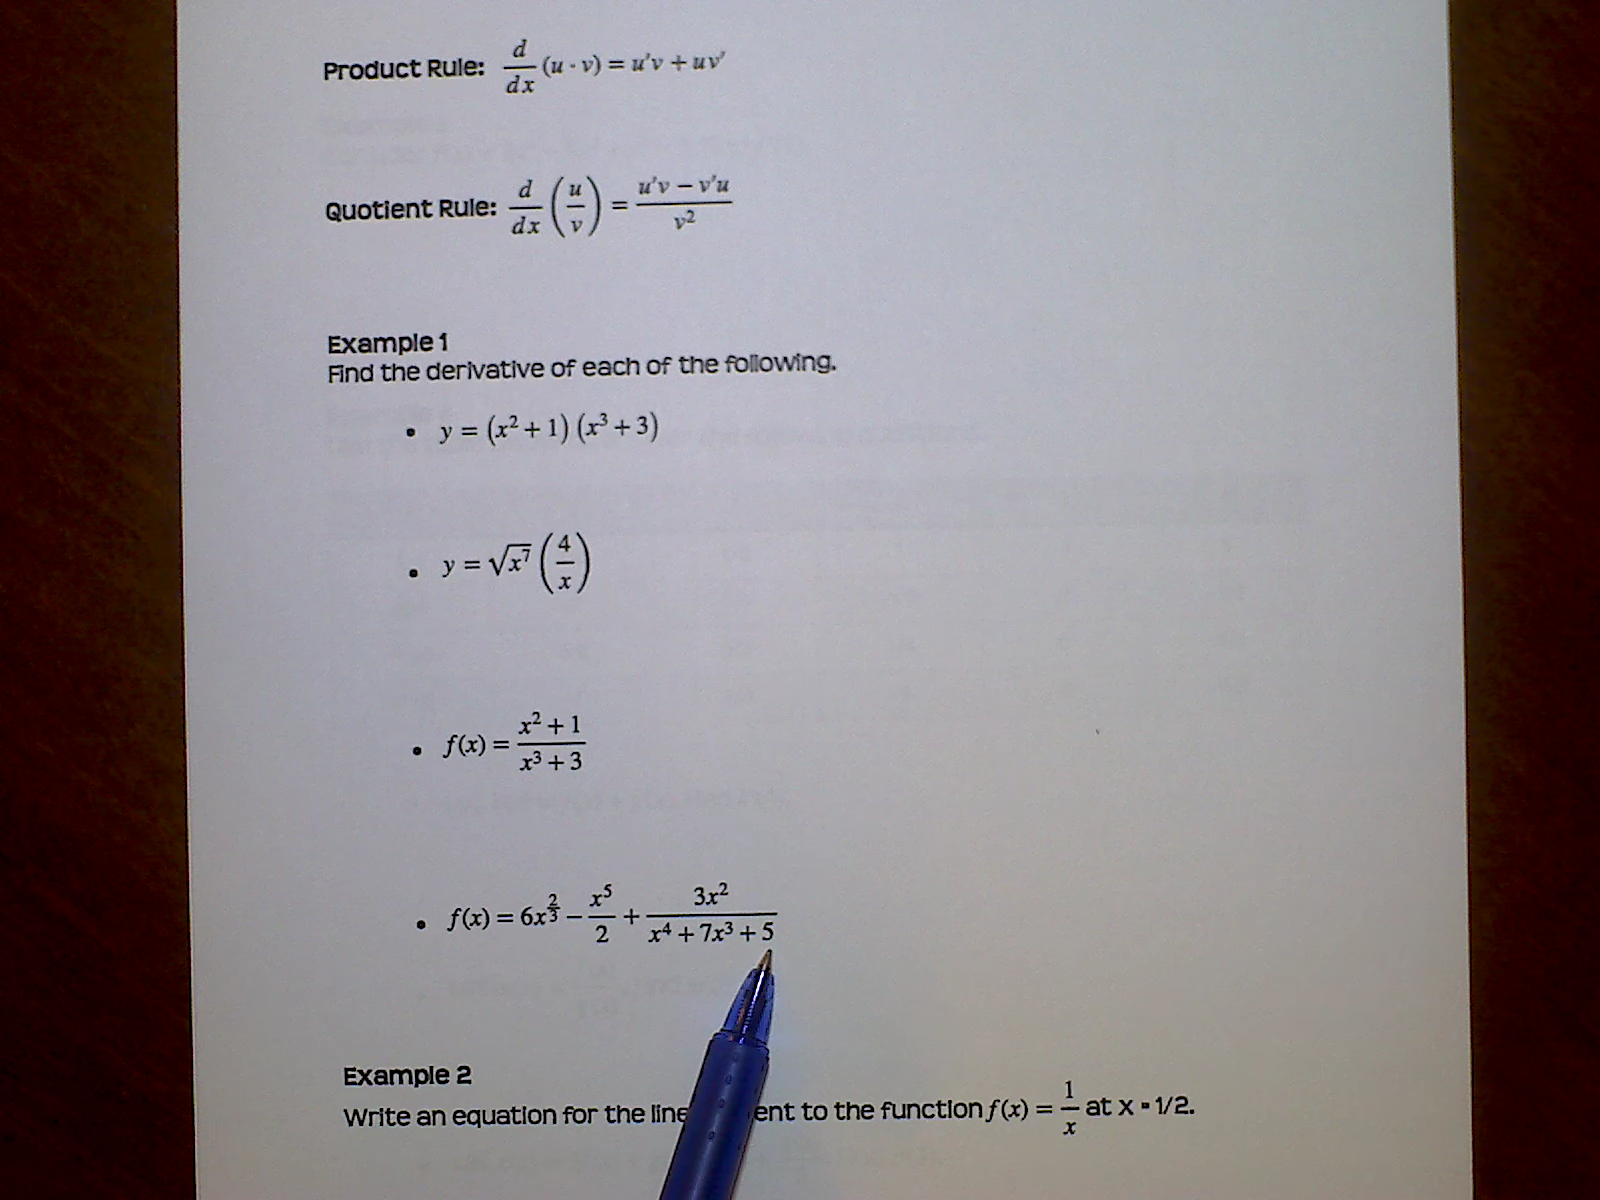 Product Rule: d/dx (u · v) = u'v + uv'
Quotient Rule: d/dx (u/v) = (u'v − v'u)/v²
Example 1
Find the derivative of each of the following.
• y = (x² + 1) (x³ + 3)
• y = √x⁷ (4/x)
• f(x) = (x² + 1)/(x³ + 3)
• f(x) = 6x^(2/3) − x⁵/2 + 3x²/(x⁴ + 7x³ + 5)
Example 2
Write an equation for the line ent to the function f(x) = 1/x at x = 1/2.